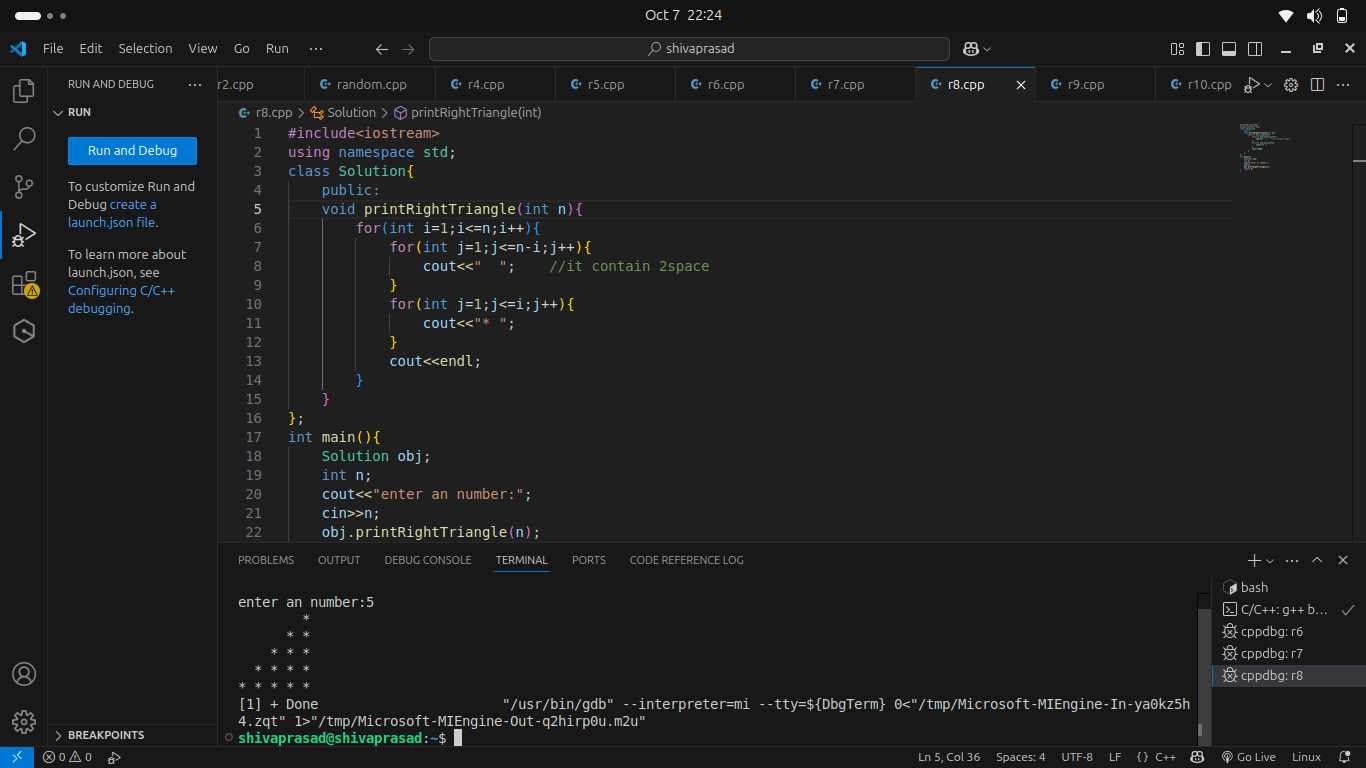 Oct 7 22:24
File Edit Selection View Go Run ··· shivaprasad
RUN AND DEBUG ···
RUN
Run and Debug
To customize Run and
Debug create a
launch.json file.
To learn more about
launch.json, see
Configuring C/C++
debugging.
BREAKPOINTS
r2.cpp random.cpp r4.cpp r5.cpp r6.cpp r7.cpp r8.cpp r9.cpp r10.cpp
r8.cpp > Solution > printRightTriangle(int)
1 #include<iostream>
2 using namespace std;
3 class Solution{
4     public:
5     void printRightTriangle(int n){
6         for(int i=1;i<=n;i++){
7             for(int j=1;j<=n-i;j++){
8                 cout<<"  ";    //it contain 2space
9             }
10             for(int j=1;j<=i;j++){
11                 cout<<"* ";
12             }
13             cout<<endl;
14         }
15     }
16 };
17 int main(){
18     Solution obj;
19     int n;
20     cout<<"enter an number:";
21     cin>>n;
22     obj.printRightTriangle(n);
PROBLEMS OUTPUT DEBUG CONSOLE TERMINAL PORTS CODE REFERENCE LOG
enter an number:5
        *
      * *
    * * *
  * * * *
* * * * *
[1] + Done                       "/usr/bin/gdb" --interpreter=mi --tty=${DbgTerm} 0<"/tmp/Microsoft-MIEngine-In-ya0kz5h
4.zqt" 1>"/tmp/Microsoft-MIEngine-Out-q2hirp0u.m2u"
shivaprasad@shivaprasad:~$
bash
C/C++: g++ b...
cppdbg: r6
cppdbg: r7
cppdbg: r8
0 0 Ln 5, Col 36 Spaces: 4 UTF-8 LF {} C++ Go Live Linux